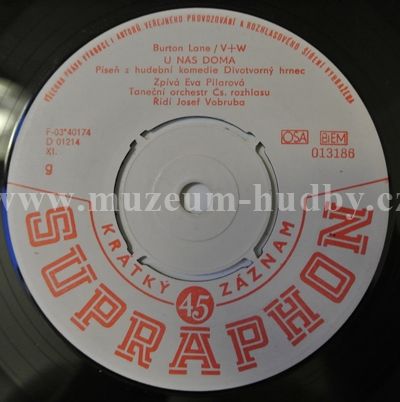 VŠECHNA PRÁVA VÝROBCE I AUTORŮ VEREJNÉHO PROVOZOVÁNÍ A ROZHLASOVÉHO ŠÍŘENÍ VYHRAZENA
Burton Lane / V+W
U NÁS DOMA
Píseň z hudební komedie Divotvorný hrnec
Zpívá Eva Pilarová
Taneční orchestr Čs. rozhlasu
Řídí Josef Vobruba
F-03*40174
D 01214
XI.
g
OSA
BIEM
013186
www.muzeum-hudby.cz
KRÁTKÝ 45 ZÁZNAM
SUPRAPHON